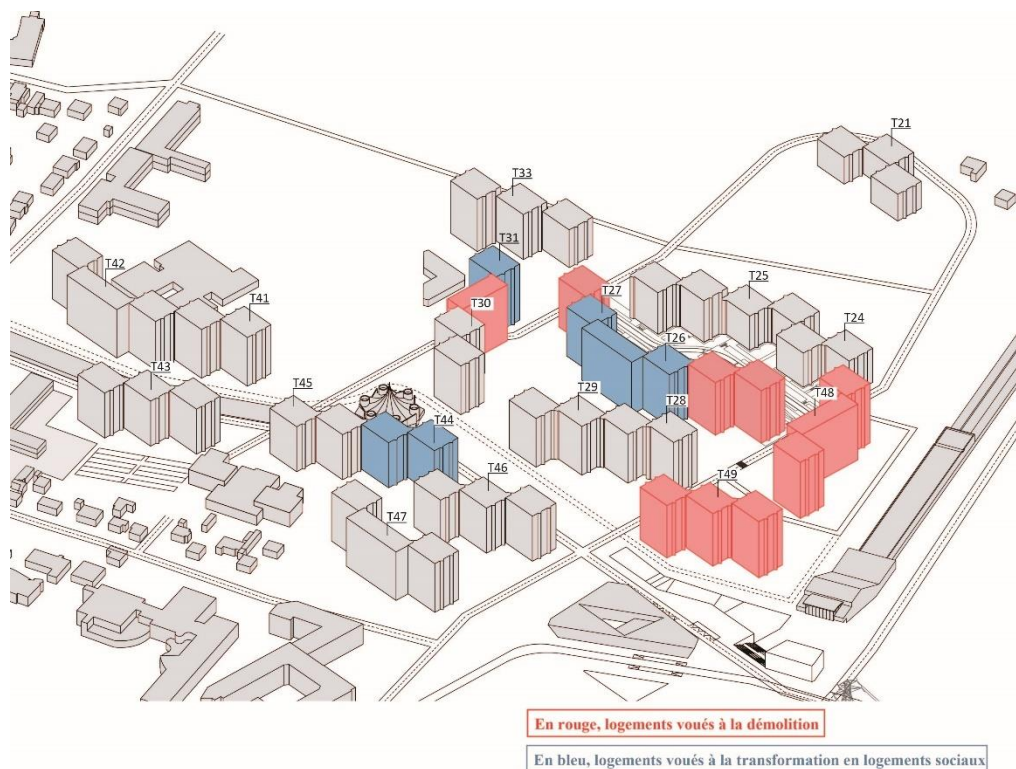 T21
T33
T31
T25
T42
T27
T41
T30
T26
T24
T43
T45
T29
T28
T48
T44
T46
T49
T47
En rouge, logements voués à la démolition
En bleu, logements voués à la transformation en logements sociaux